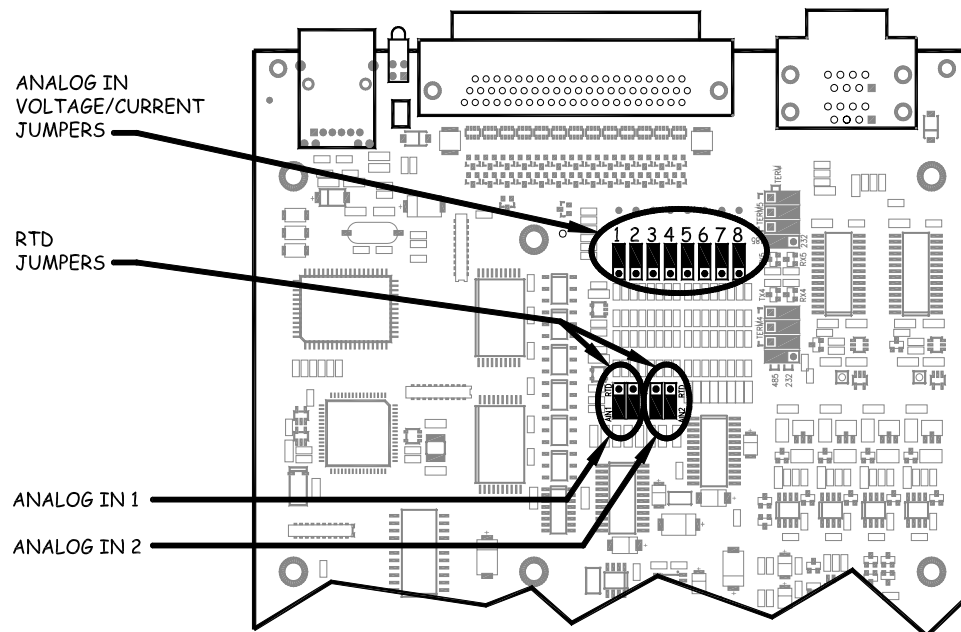 ANALOG IN
VOLTAGE/CURRENT
JUMPERS
TERM
TERM5
1 2 3 4 5 6 7 8
232
RX5
RTD
JUMPERS
TX4
RX4
TERM4
485
232
RTD
AIN1
RTD
AIN2
ANALOG IN 1
ANALOG IN 2